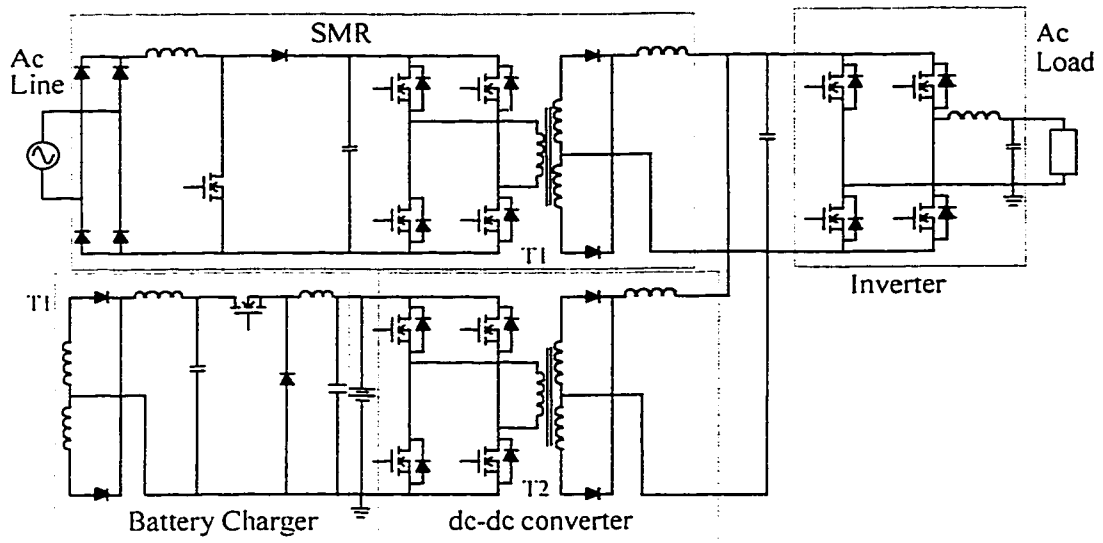 SMR
Ac
Line
Ac
Load
T1
Inverter
T1
T2
Battery Charger
dc-dc converter